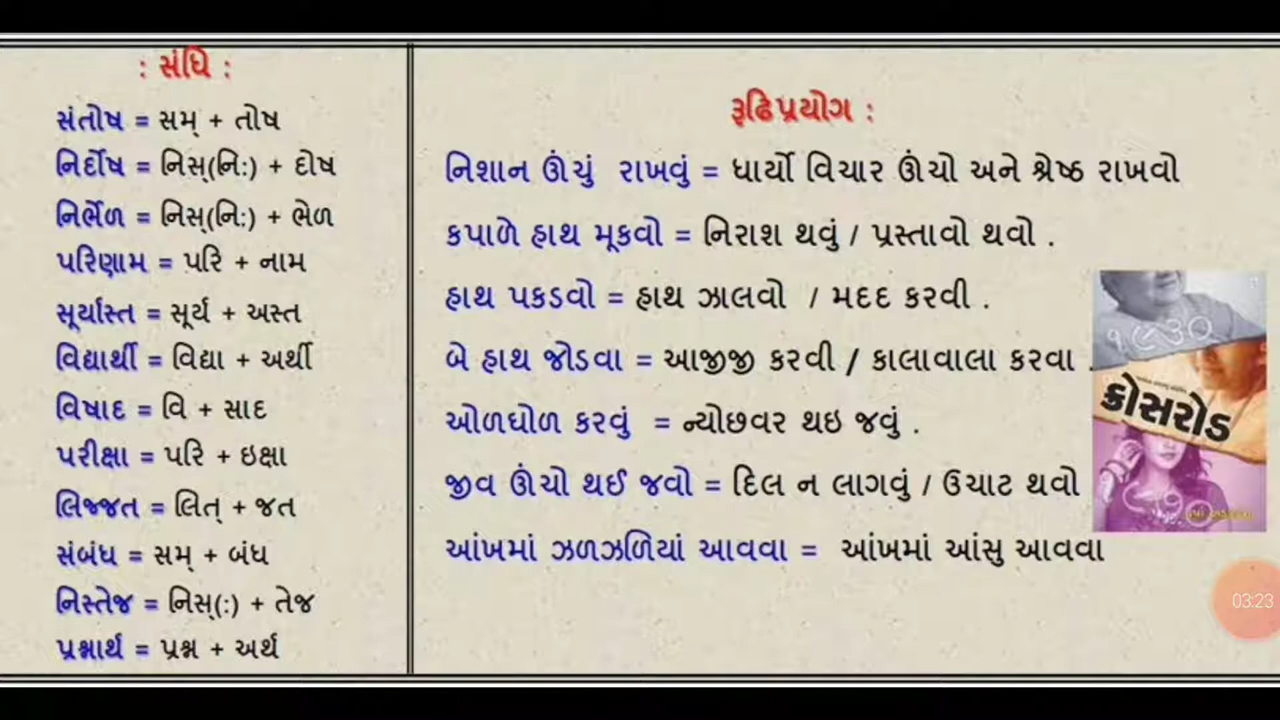 : સંધિ :
સંતોષ = સમ્ + તોષ
નિર્દોષ = નિસ્(નિ:) + દોષ
નિર્ભેળ = નિસ્(નિ:) + ભેળ
પરિણામ = પરિ + નામ
સૂર્યાસ્ત = સૂર્ય + અસ્ત
વિદ્યાર્થી = વિદ્યા + અર્થી
વિષાદ = વિ + સાદ
પરીક્ષા = પરિ + ઇક્ષા
લિજ્જત = લિત્ + જત
સંબંધ = સમ્ + બંધ
નિસ્તેજ = નિસ્(:) + તેજ
પ્રશ્નાર્થ = પ્રશ્ન + અર્થ
રૂઢિપ્રયોગ :
નિશાન ઊંચું રાખવું = ધાર્યો વિચાર ઊંચો અને શ્રેષ્ઠ રાખવો
કપાળે હાથ મૂકવો = નિરાશ થવું / પ્રસ્તાવો થવો .
હાથ પકડવો = હાથ ઝાલવો / મદદ કરવી .
બે હાથ જોડવા = આજીજી કરવી / કાલાવાલા કરવા .
ઓળઘોળ કરવું = ન્યોછવર થઇ જવું .
જીવ ઊંચો થઈ જવો = દિલ ન લાગવું / ઉચાટ થવો
આંખમાં ઝળઝળિયાં આવવા = આંખમાં આંસુ આવવા
૧૯૩૦
ક્રોસરોડ
03:23